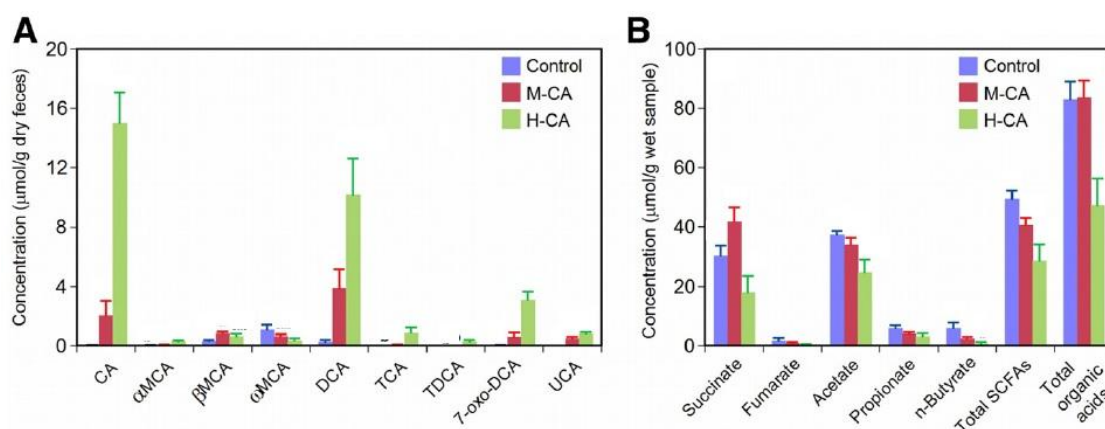 A
Concentration (μmol/g dry feces)
20
16
12
8
4
0
Control
M-CA
H-CA
CA
αMCA
βMCA
ωMCA
DCA
TCA
TDCA
7-oxo-DCA
UCA
B
Concentration (μmol/g wet sample)
100
80
60
40
20
0
Control
M-CA
H-CA
Succinate
Fumarate
Acetate
Propionate
n-Butyrate
Total SCFAs
Total
organic
acids